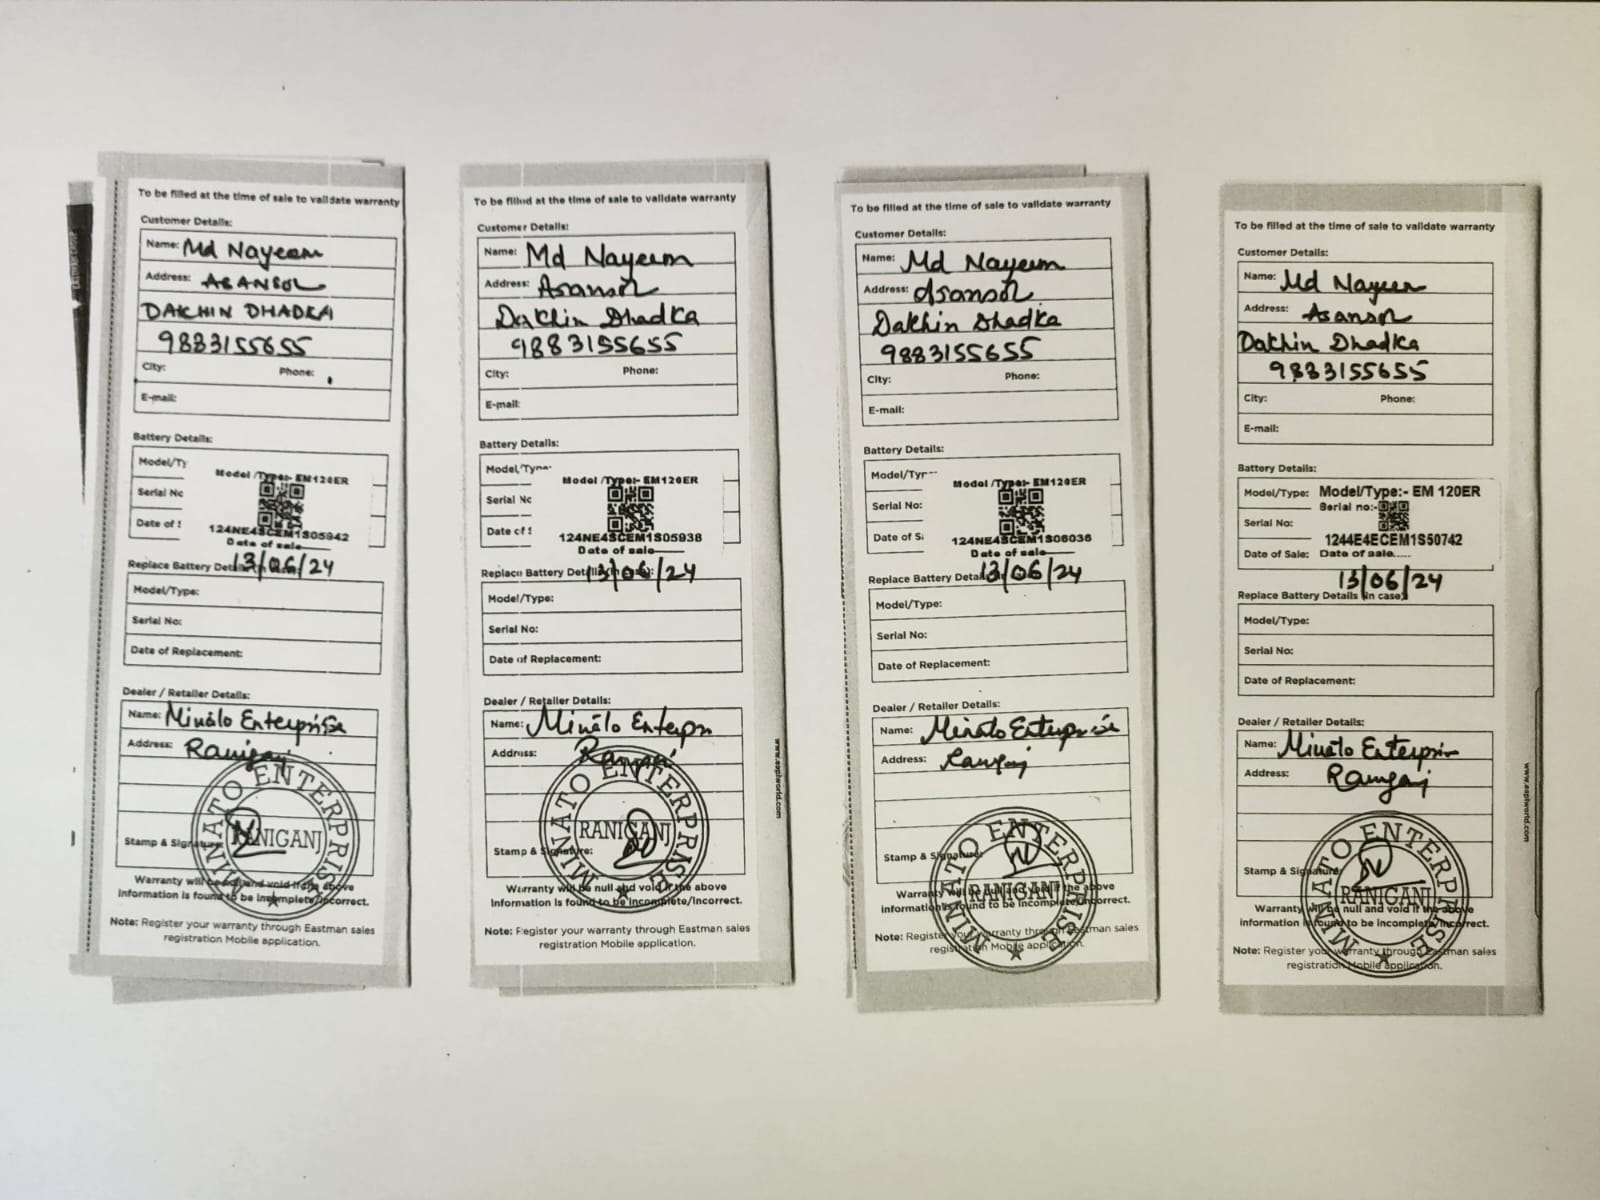 To be filled at the time of sale to validate warranty
Customer Details:
Name: Md Nayeem
Address: ASANSOL
DAKHIN DHADKA
9883155655
City: Phone:
E-mail:
Battery Details:
Model/Ty
Model /Type:- EM120ER
Serial No
124NE4SCEM1S05942
Date of S
Date of sale
13/06/24
Replace Battery Details
Model/Type:
Serial No:
Date of Replacement:
Dealer / Retailer Details:
Name: Minato Enterprise
Address: Raniganj
MINATO ENTERPRISE
RANIGANJ
Stamp & Signature:
Warranty will be null and void if the above
information is found to be incomplete/incorrect.
Note: Register your warranty through Eastman sales
registration Mobile application.
To be filled at the time of sale to validate warranty
Customer Details:
Name: Md Nayeem
Address: Asansol
Dakhin Dhadka
9883155655
City: Phone:
E-mail:
Battery Details:
Model/Type
Model /Type:- EM120ER
Serial No
124NE4SCEM1S05938
Date of S
Date of sale
13/06/24
Replace Battery Details
Model/Type:
Serial No:
Date of Replacement:
Dealer / Retailer Details:
Name: Minato Enterpri
Address: Raniganj
MINATO ENTERPRISE
RANIGANJ
Stamp & Signature:
Warranty will be null and void if the above
information is found to be incomplete/incorrect.
Note: Register your warranty through Eastman sales
registration Mobile application.
www.eaplworld.com
To be filled at the time of sale to validate warranty
Customer Details:
Name: Md Nayeem
Address: Asansol
Dakhin Dhadka
9883155655
City: Phone:
E-mail:
Battery Details:
Model/Typ
Model /Type:- EM120ER
Serial No:
124NE4SCEM1S06036
Date of S
Date of sale
13/06/24
Replace Battery Details
Model/Type:
Serial No:
Date of Replacement:
Dealer / Retailer Details:
Name: Minato Enterprise
Address: Raniganj
MINATO ENTERPRISE
RANIGANJ
Stamp & Signature:
Warranty will be null and void if the above
information is found to be incomplete/incorrect.
Note: Register your warranty through Eastman sales
registration Mobile application.
To be filled at the time of sale to validate warranty
Customer Details:
Name: Md Nayeem
Address: Asansol
Dakhin Dhadka
9883155655
City: Phone:
E-mail:
Battery Details:
Model/Type: Model/Type:- EM 120ER
Serial no:-
Serial No:
1244E4ECEM1S50742
Date of Sale: Date of sale.....
13/06/24
Replace Battery Details (in case)
Model/Type:
Serial No:
Date of Replacement:
Dealer / Retailer Details:
Name: Minato Enterpris
Address: Raniganj
MINATO ENTERPRISE
RANIGANJ
Stamp & Signature:
Warranty will be null and void if the above
information is found to be incomplete/incorrect.
Note: Register your warranty through Eastman sales
registration Mobile application.
www.eaplworld.com